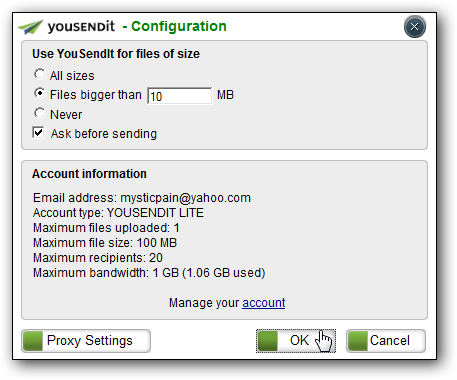 YOUSENDIT - Configuration
Use YouSendIt for files of size
All sizes
Files bigger than 10 MB
Never
Ask before sending
Account information
Email address: mysticpain@yahoo.com
Account type: YOUSENDIT LITE
Maximum files uploaded: 1
Maximum file size: 100 MB
Maximum recipients: 20
Maximum bandwidth: 1 GB (1.06 GB used)
Manage your account
Proxy Settings OK Cancel